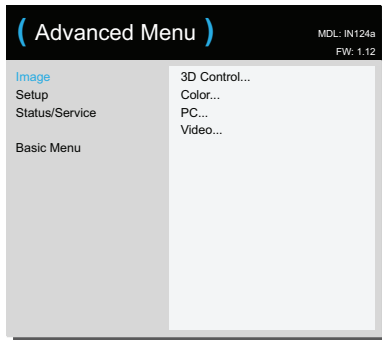 ( Advanced Menu )
MDL: IN124a
FW: 1.12
Image
Setup
Status/Service
Basic Menu
3D Control...
Color...
PC...
Video...